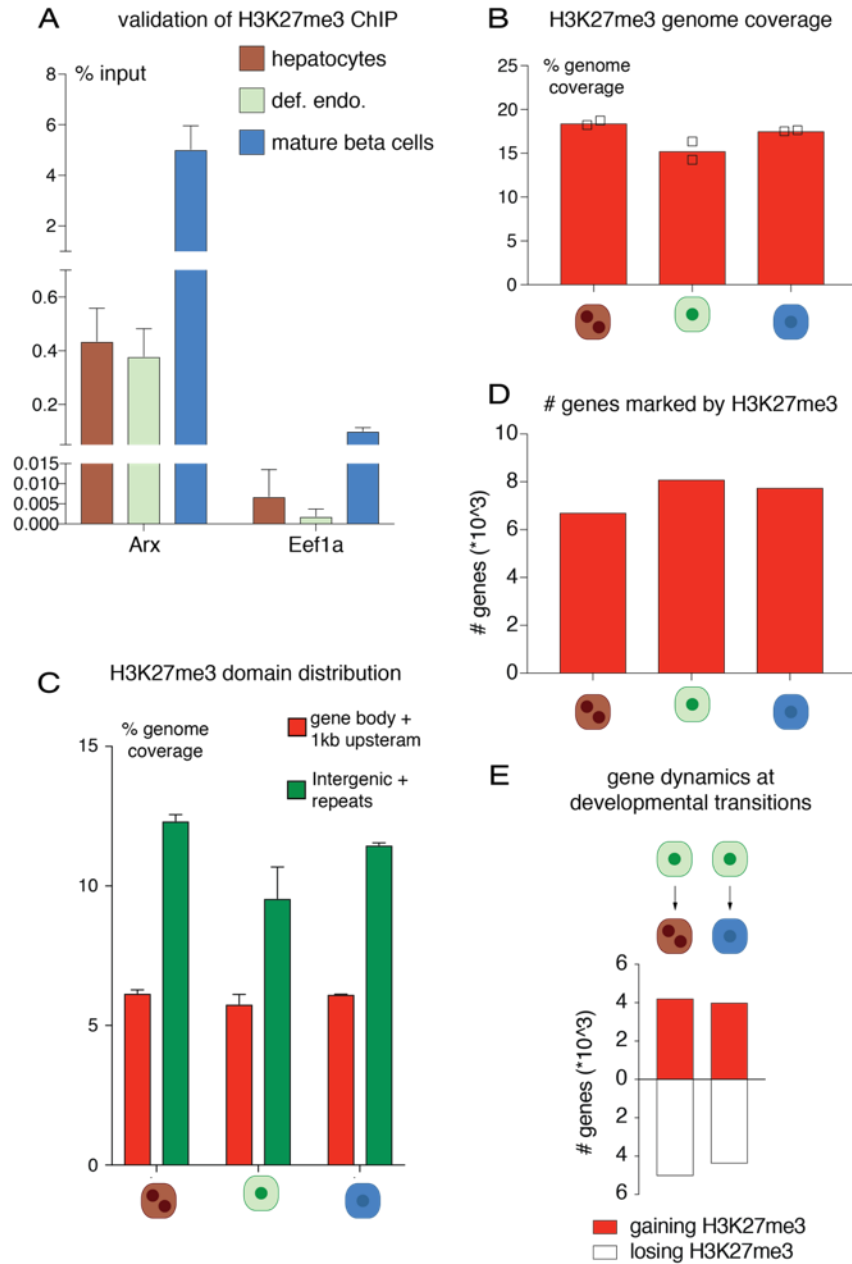 A
validation of H3K27me3 ChIP
% input
hepatocytes
def. endo.
mature beta cells
8
6
4
2
0.6
0.4
0.2
0.015
0.010
0.005
0.000
Arx
Eef1a
B
H3K27me3 genome coverage
% genome
coverage
25
20
15
10
5
0
D
# genes marked by H3K27me3
# genes (*10^3)
10
8
6
4
2
0
C
H3K27me3 domain distribution
% genome
coverage
gene body +
1kb upsteram
Intergenic +
repeats
15
10
5
0
E
gene dynamics at
developmental transitions
# genes (*10^3)
6
4
2
0
2
4
6
gaining H3K27me3
losing H3K27me3